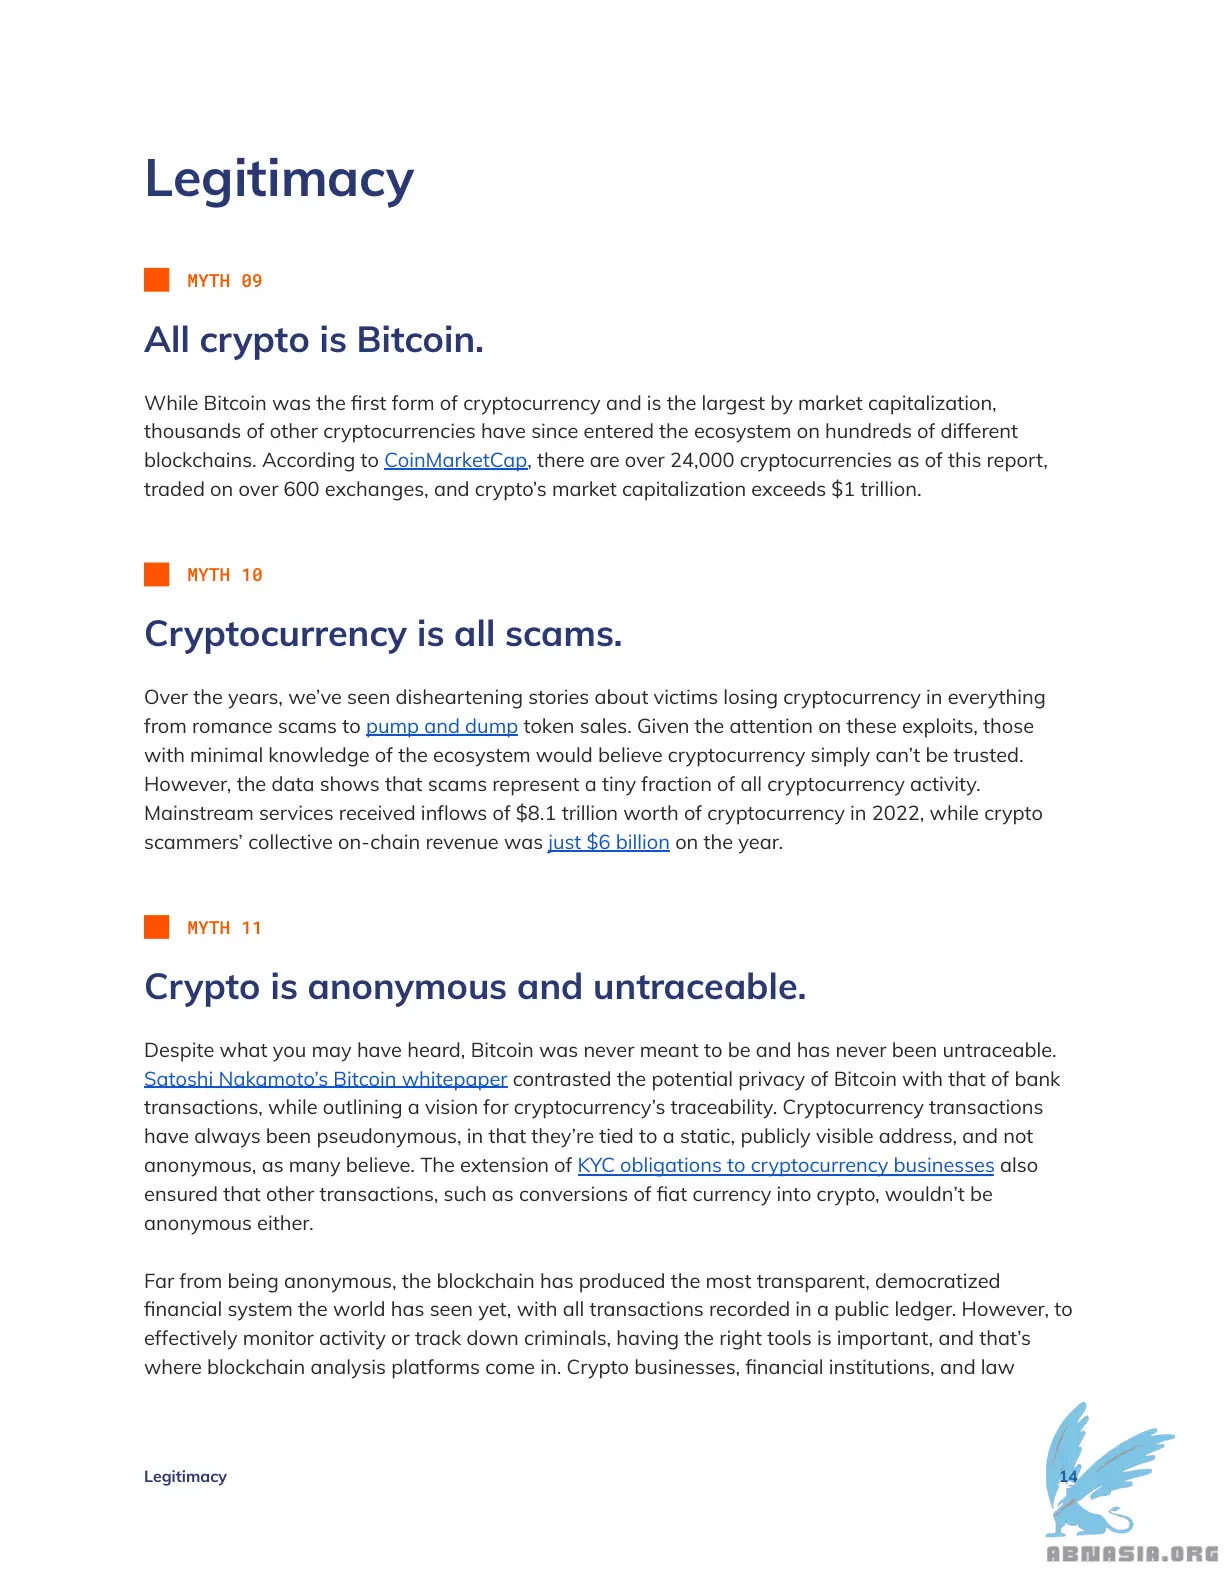 Legitimacy
MYTH 09
All crypto is Bitcoin.
While Bitcoin was the first form of cryptocurrency and is the largest by market capitalization,
thousands of other cryptocurrencies have since entered the ecosystem on hundreds of different
blockchains. According to CoinMarketCap, there are over 24,000 cryptocurrencies as of this report,
traded on over 600 exchanges, and crypto’s market capitalization exceeds $1 trillion.
MYTH 10
Cryptocurrency is all scams.
Over the years, we’ve seen disheartening stories about victims losing cryptocurrency in everything
from romance scams to pump and dump token sales. Given the attention on these exploits, those
with minimal knowledge of the ecosystem would believe cryptocurrency simply can’t be trusted.
However, the data shows that scams represent a tiny fraction of all cryptocurrency activity.
Mainstream services received inflows of $8.1 trillion worth of cryptocurrency in 2022, while crypto
scammers’ collective on-chain revenue was just $6 billion on the year.
MYTH 11
Crypto is anonymous and untraceable.
Despite what you may have heard, Bitcoin was never meant to be and has never been untraceable.
Satoshi Nakamoto’s Bitcoin whitepaper contrasted the potential privacy of Bitcoin with that of bank
transactions, while outlining a vision for cryptocurrency’s traceability. Cryptocurrency transactions
have always been pseudonymous, in that they’re tied to a static, publicly visible address, and not
anonymous, as many believe. The extension of KYC obligations to cryptocurrency businesses also
ensured that other transactions, such as conversions of fiat currency into crypto, wouldn’t be
anonymous either.
Far from being anonymous, the blockchain has produced the most transparent, democratized
financial system the world has seen yet, with all transactions recorded in a public ledger. However, to
effectively monitor activity or track down criminals, having the right tools is important, and that’s
where blockchain analysis platforms come in. Crypto businesses, financial institutions, and law
Legitimacy
14
ABNASIA.ORG